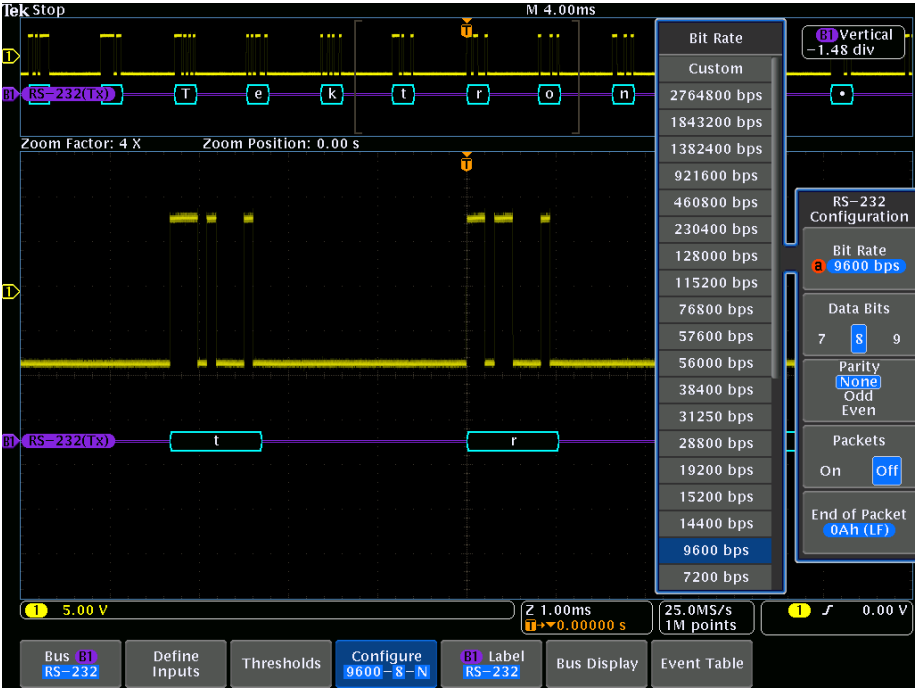 Tek Stop
M 4.00ms
T
1
B1 RS-232(Tx) T e k t r o n •
B1 Vertical
-1.48 div
Zoom Factor: 4 X Zoom Position: 0.00 s
T
1
B1 RS-232(Tx) t r
Bit Rate
Custom
2764800 bps
1843200 bps
1382400 bps
921600 bps
460800 bps
230400 bps
128000 bps
115200 bps
76800 bps
57600 bps
56000 bps
38400 bps
31250 bps
28800 bps
19200 bps
15200 bps
14400 bps
9600 bps
7200 bps
RS-232
Configuration
Bit Rate
a 9600 bps
Data Bits
7 8 9
Parity
None
Odd
Even
Packets
On Off
End of Packet
0Ah (LF)
1 5.00 V
Z 1.00ms
T→▼0.00000 s
25.0MS/s
1M points
1 ƒ 0.00 V
Bus B1
RS-232
Define
Inputs
Thresholds
Configure
9600-8-N
B1 Label
RS-232
Bus Display
Event Table